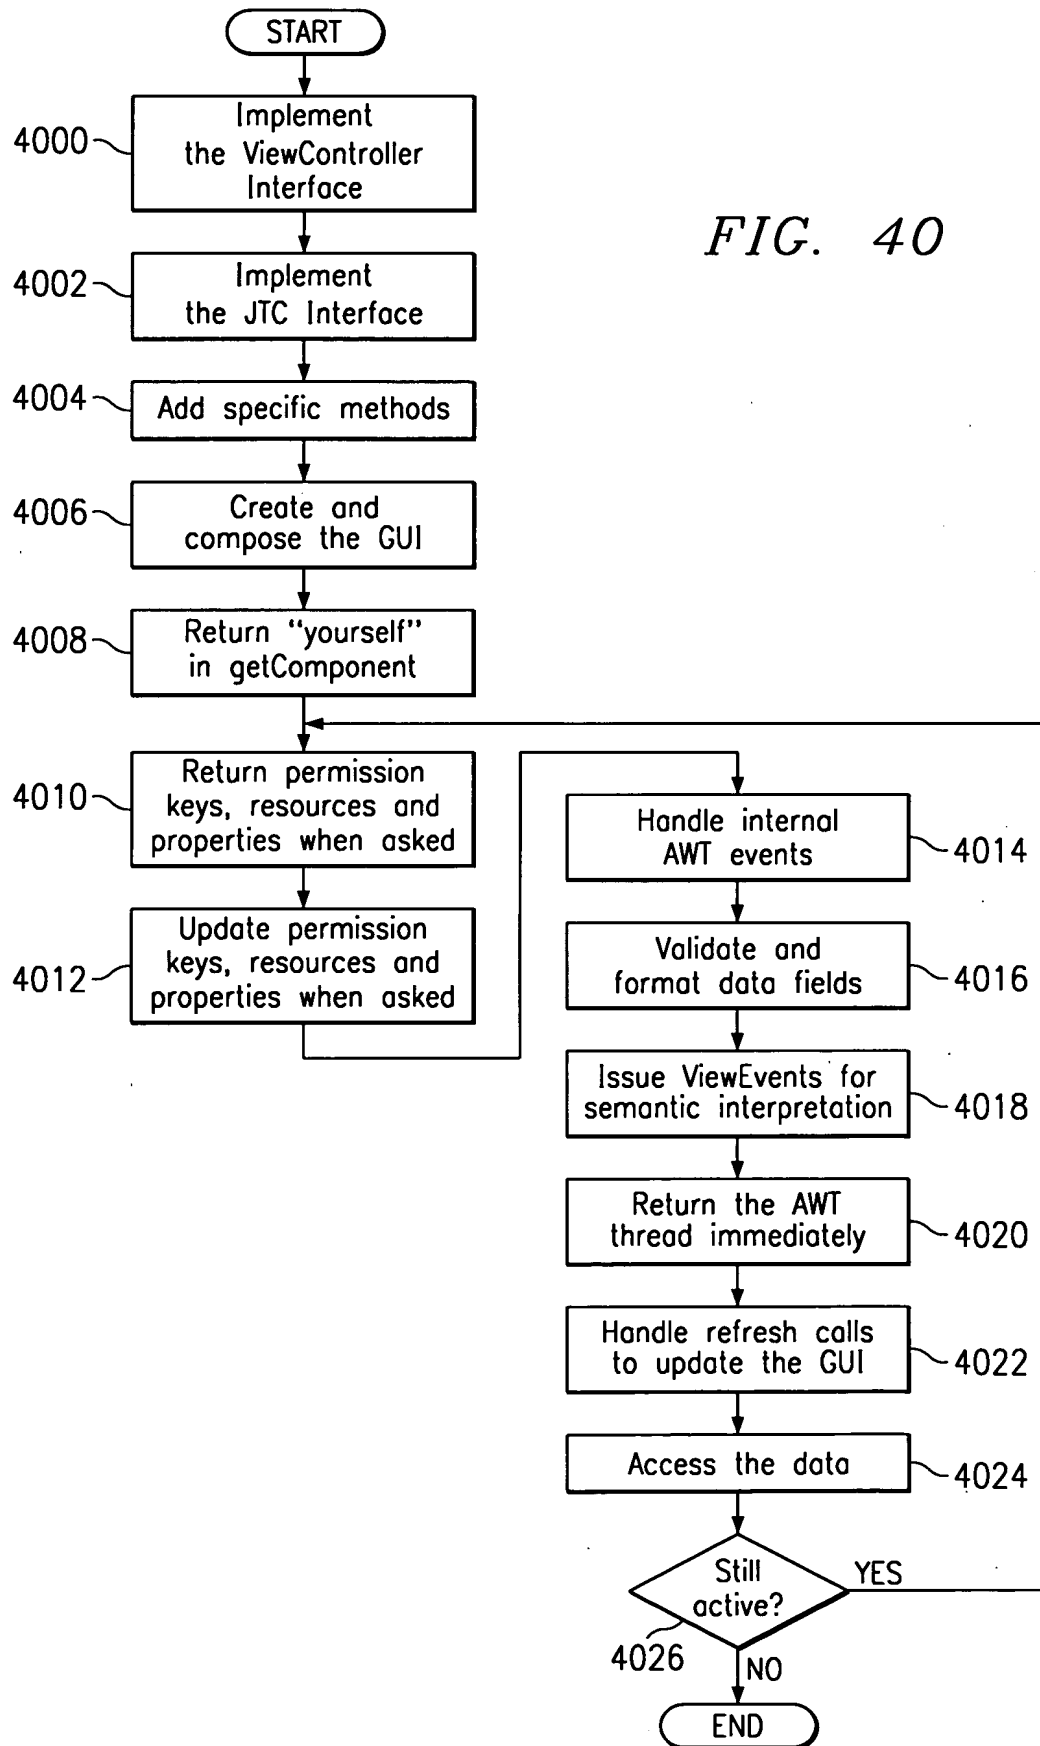 START
4000
Implement
the ViewController
Interface
FIG. 40
4002
Implement
the JTC Interface
4004
Add specific methods
4006
Create and
compose the GUI
4008
Return “yourself”
in getComponent
4010
Return permission
keys, resources and
properties when asked
4012
Update permission
keys, resources and
properties when asked
Handle internal
AWT events
4014
Validate and
format data fields
4016
Issue ViewEvents for
semantic interpretation
4018
Return the AWT
thread immediately
4020
Handle refresh calls
to update the GUI
4022
Access the data
4024
Still
active?
YES
4026
NO
END